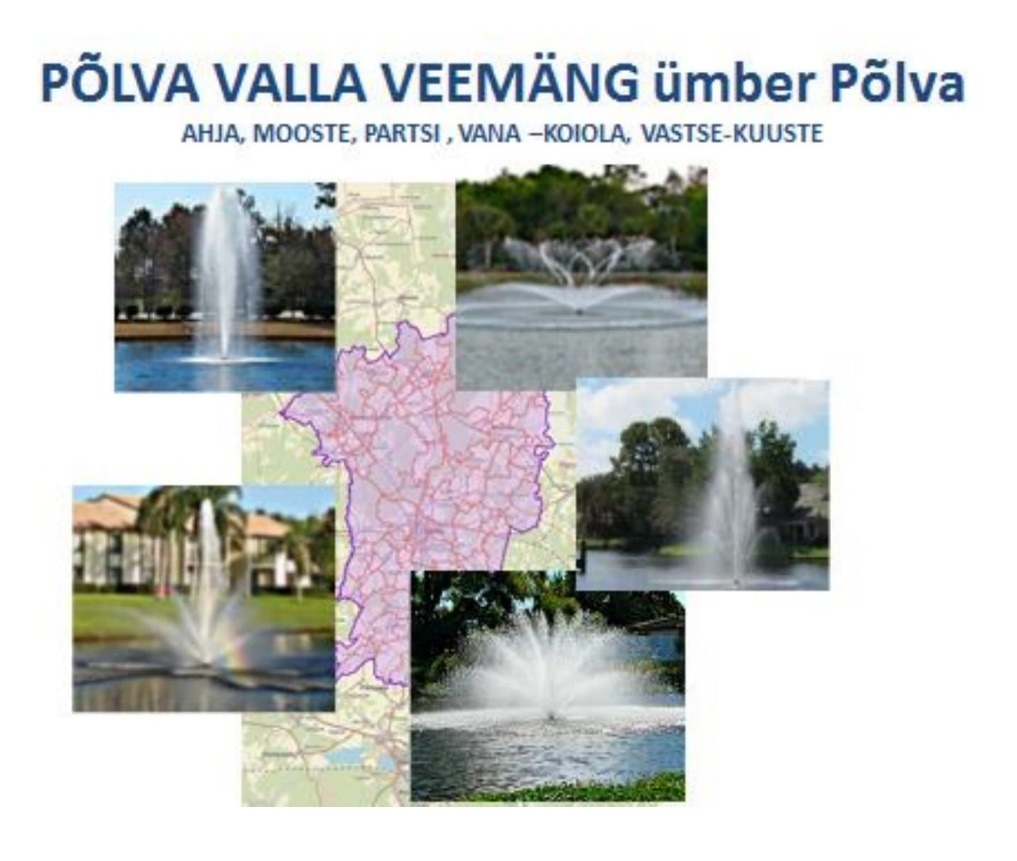 PÕLVA VALLA VEEMÄNG ümber Põlva
AHJA, MOOSTE, PARTSI , VANA –KOIOLA, VASTSE-KUUSTE